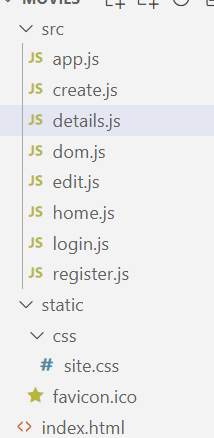 MOVIES
src
JS app.js
JS create.js
JS details.js
JS dom.js
JS edit.js
JS home.js
JS login.js
JS register.js
static
css
# site.css
favicon.ico
<> index.html